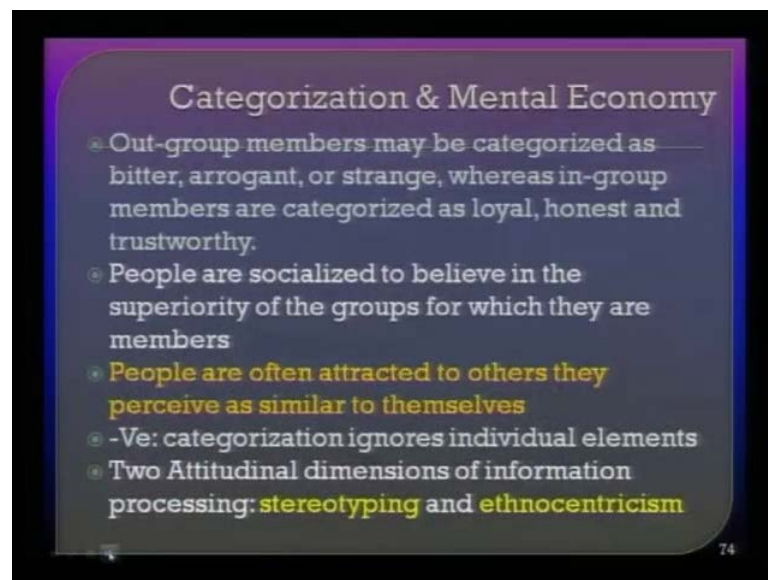 Categorization & Mental Economy
Out-group members may be categorized as
bitter, arrogant, or strange, whereas in-group
members are categorized as loyal, honest and
trustworthy.
People are socialized to believe in the
superiority of the groups for which they are
members
People are often attracted to others they
perceive as similar to themselves
-Ve: categorization ignores individual elements
Two Attitudinal dimensions of information
processing: stereotyping and ethnocentricism
74